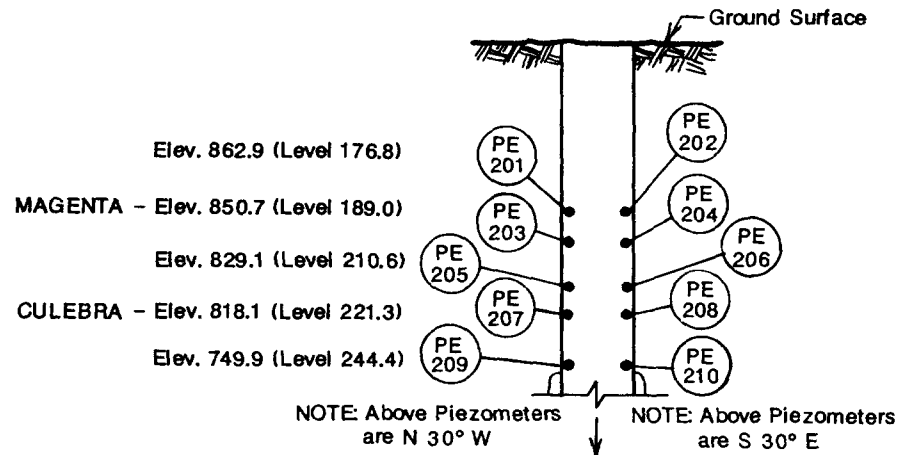 Ground Surface
PE 201
PE 202
Elev. 862.9 (Level 176.8)
MAGENTA - Elev. 850.7 (Level 189.0)
PE 203
PE 204
Elev. 829.1 (Level 210.6)
PE 205
PE 206
CULEBRA - Elev. 818.1 (Level 221.3)
PE 207
PE 208
Elev. 749.9 (Level 244.4)
PE 209
PE 210
NOTE: Above Piezometers
are N 30° W
NOTE: Above Piezometers
are S 30° E